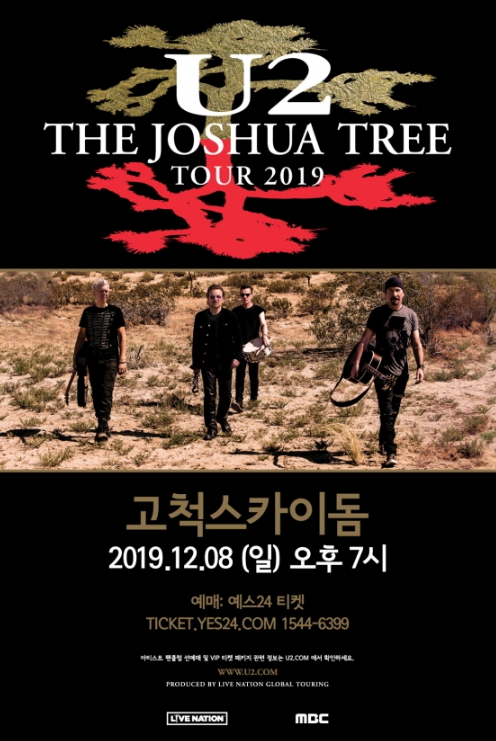 U2
THE JOSHUA TREE
TOUR 2019
고척스카이돔
2019.12.08 (일) 오후 7시
예매: 예스24 티켓
TICKET.YES24.COM 1544-6399
아티스트 팬클럽 선예매 및 VIP 티켓 패키지 관련 정보는 U2.COM 에서 확인하세요.
WWW.U2.COM
PRODUCED BY LIVE NATION GLOBAL TOURING
LIVE NATION MBC